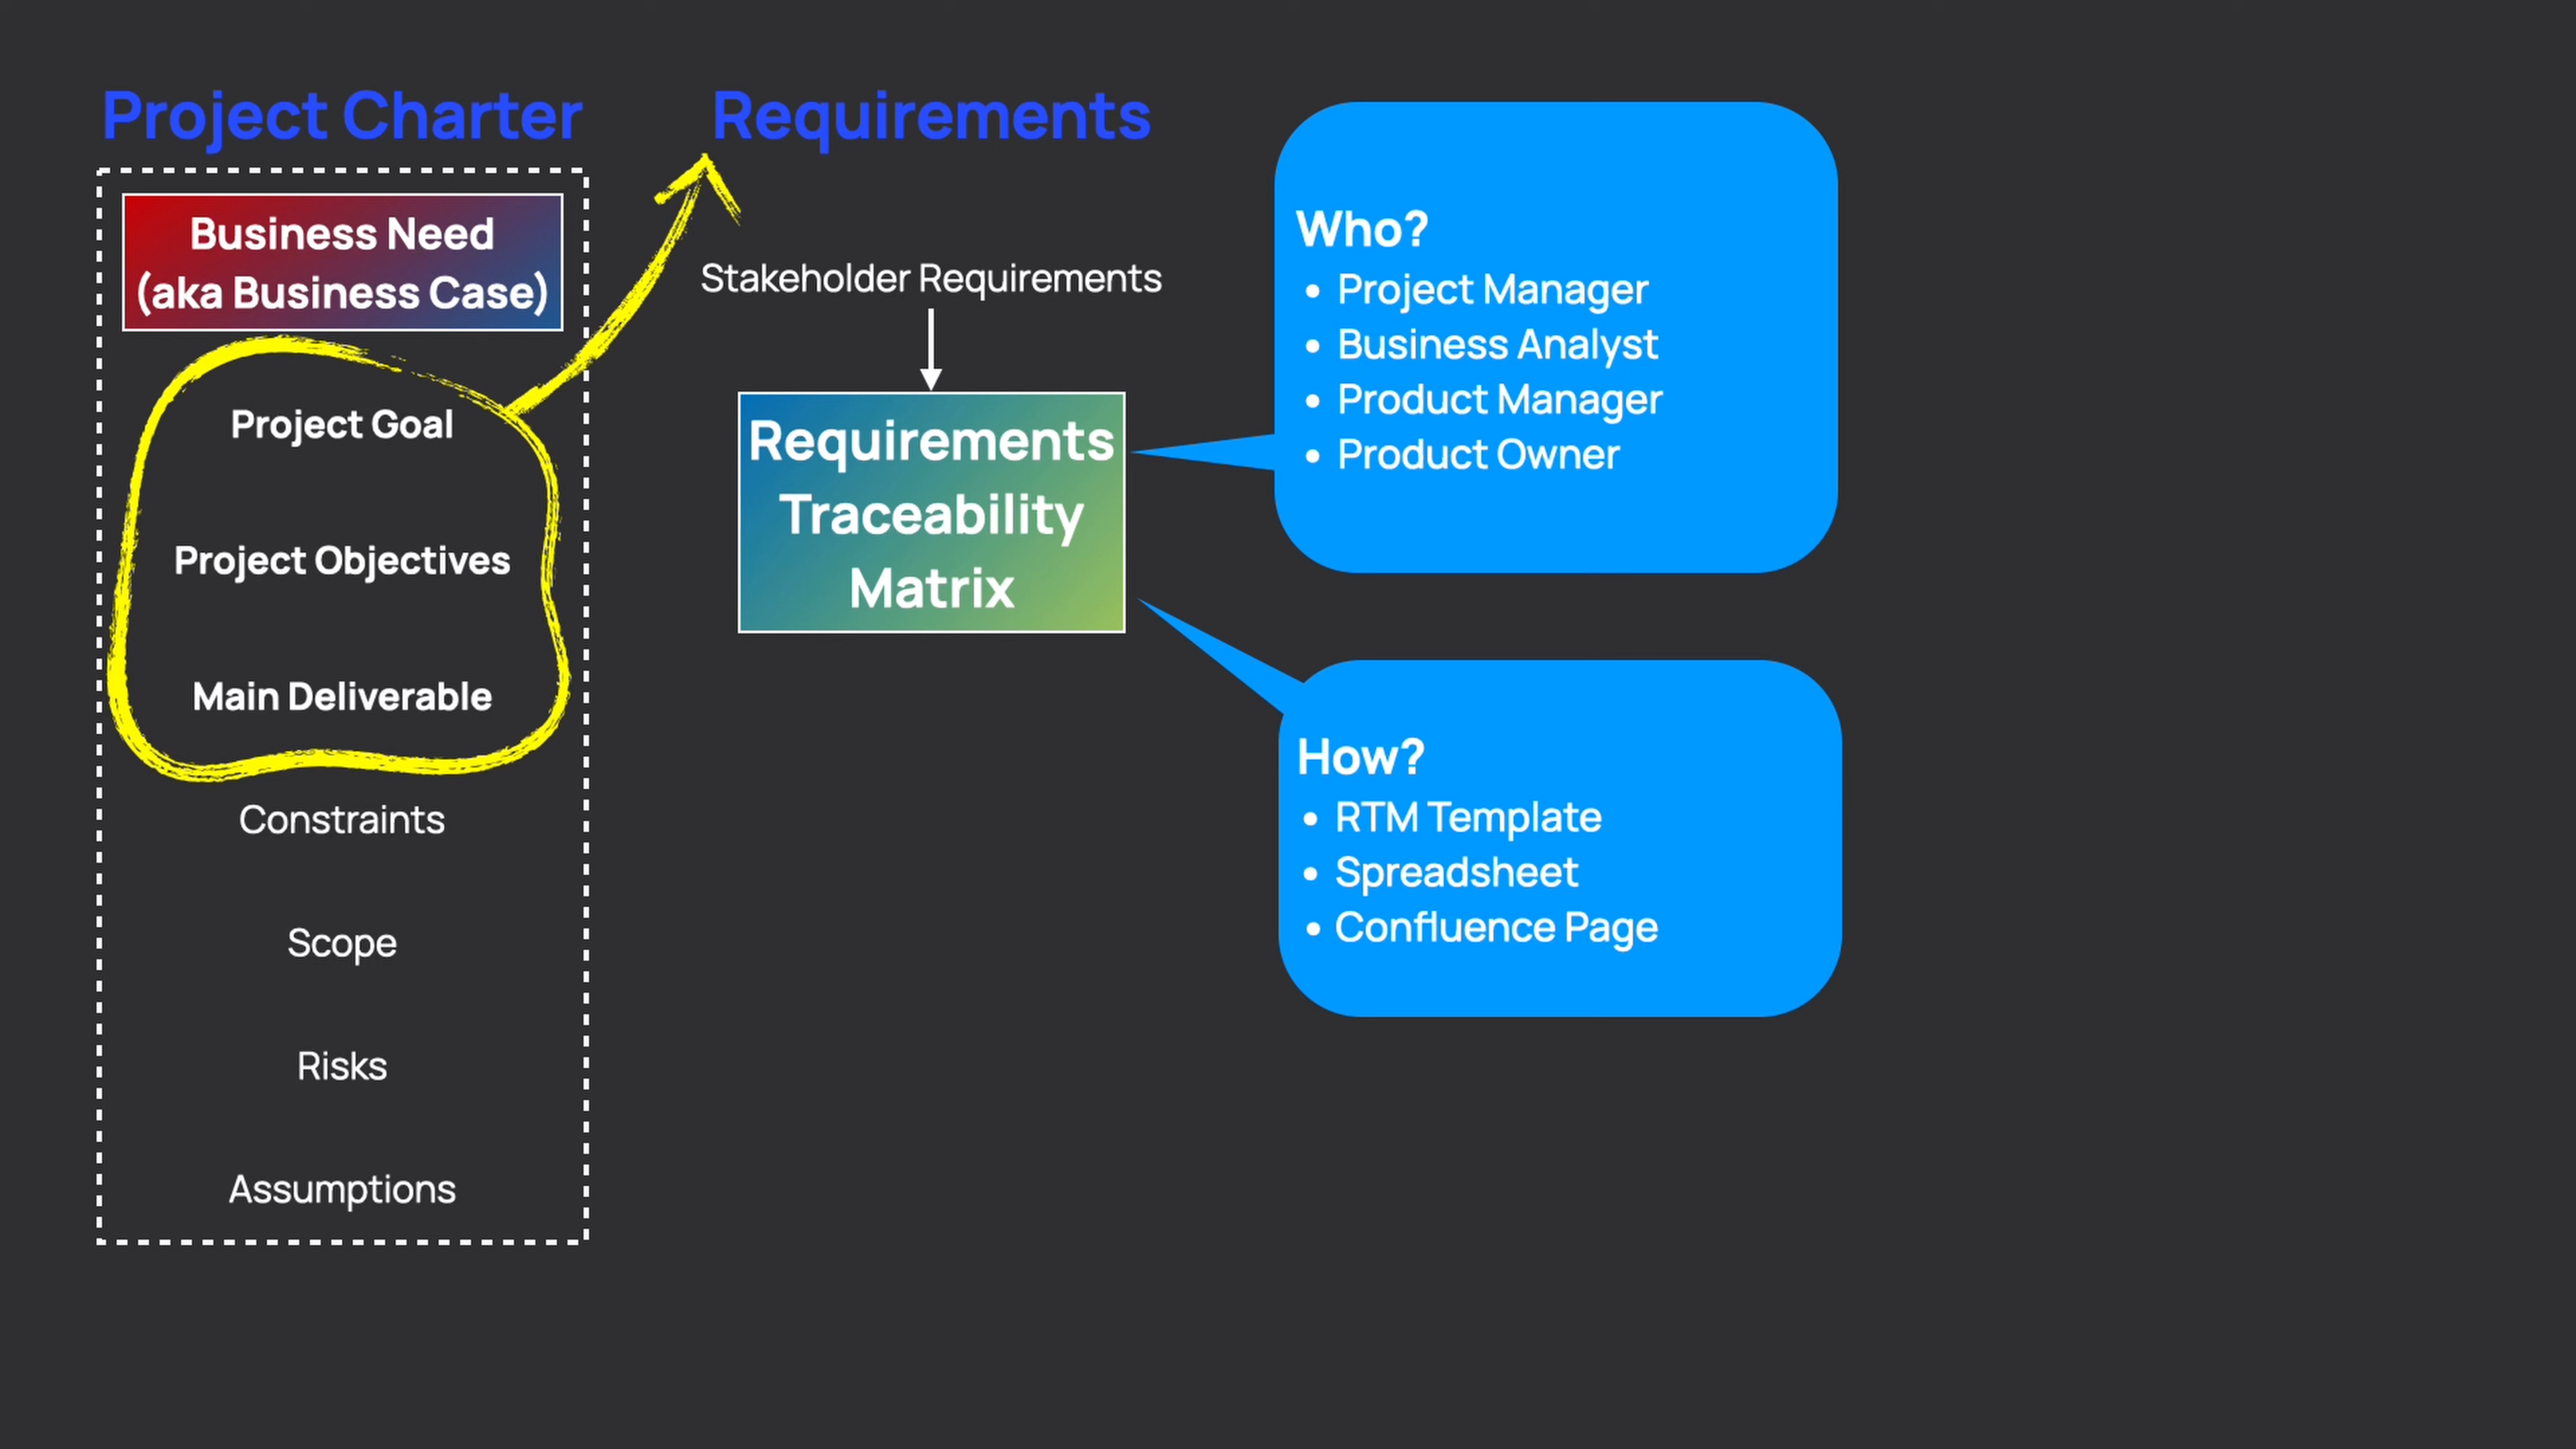 Project Charter
Business Need
(aka Business Case)
Project Goal
Project Objectives
Main Deliverable
Constraints
Scope
Risks
Assumptions
Requirements
Stakeholder Requirements
Requirements
Traceability
Matrix
Who?
• Project Manager
• Business Analyst
• Product Manager
• Product Owner
How?
• RTM Template
• Spreadsheet
• Confluence Page